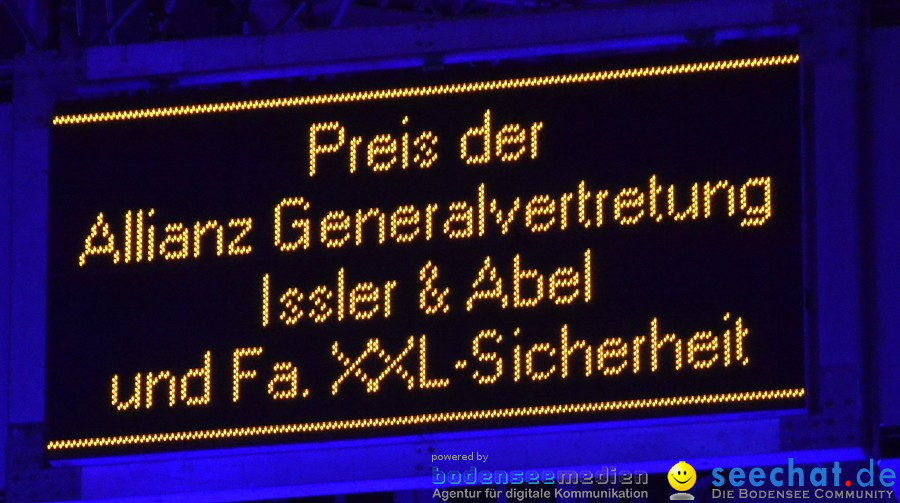 Preis der
Allianz Generalvertretung
Issler & Abel
und Fa. XXL-Sicherheit
powered by
bodenseemedien
Agentur für digitale Kommunikation
seechat.de
DIE BODENSEE COMMUNITY